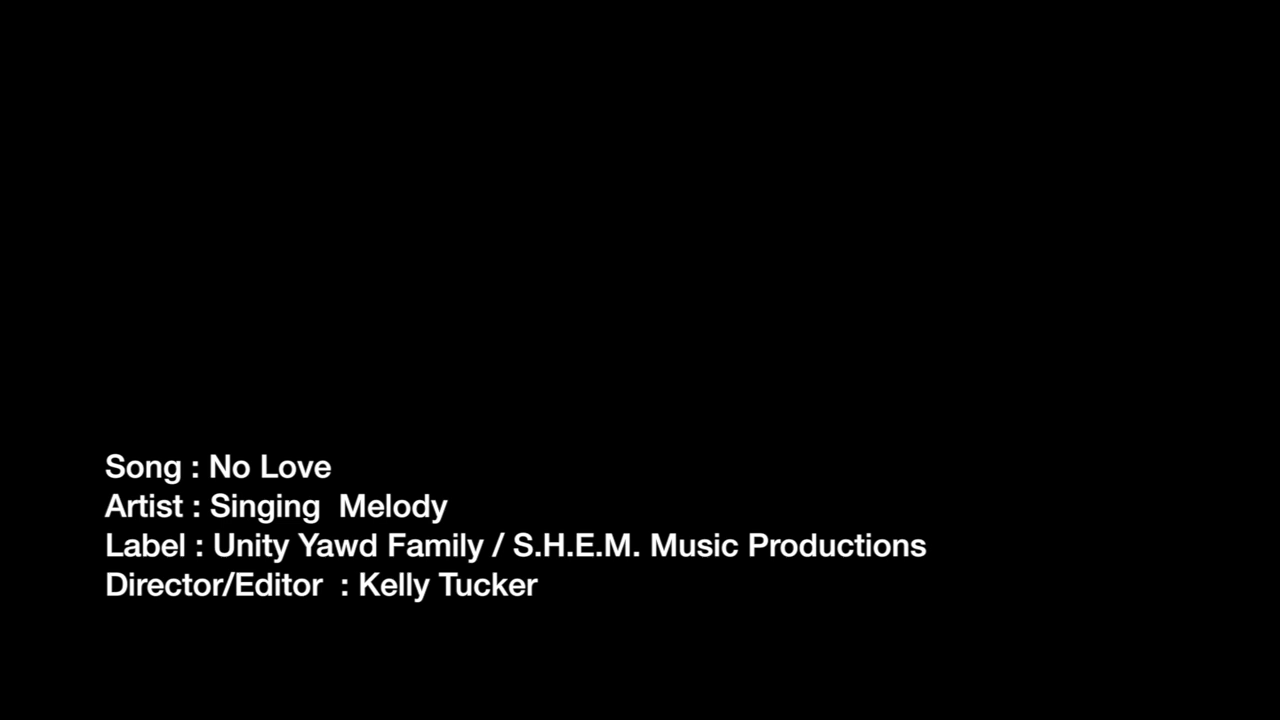 Song : No Love
Artist : Singing  Melody
Label : Unity Yawd Family / S.H.E.M. Music Productions
Director/Editor  : Kelly Tucker